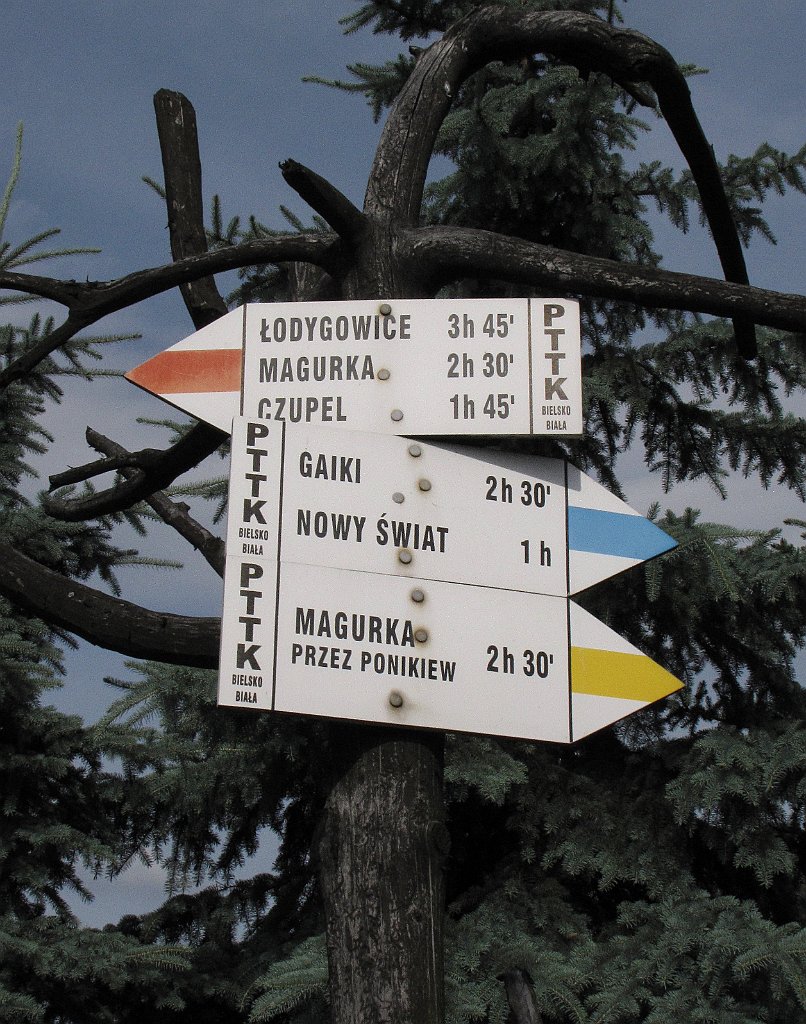 ŁODYGOWICE 3h 45'
MAGURKA 2h 30'
CZUPEL 1h 45'
PTTK
BIELSKO
BIAŁA
PTTK
BIELSKO
BIAŁA
GAIKI 2h 30'
NOWY ŚWIAT 1h
PTTK
BIELSKO
BIAŁA
MAGURKA
PRZEZ PONIKIEW 2h 30'